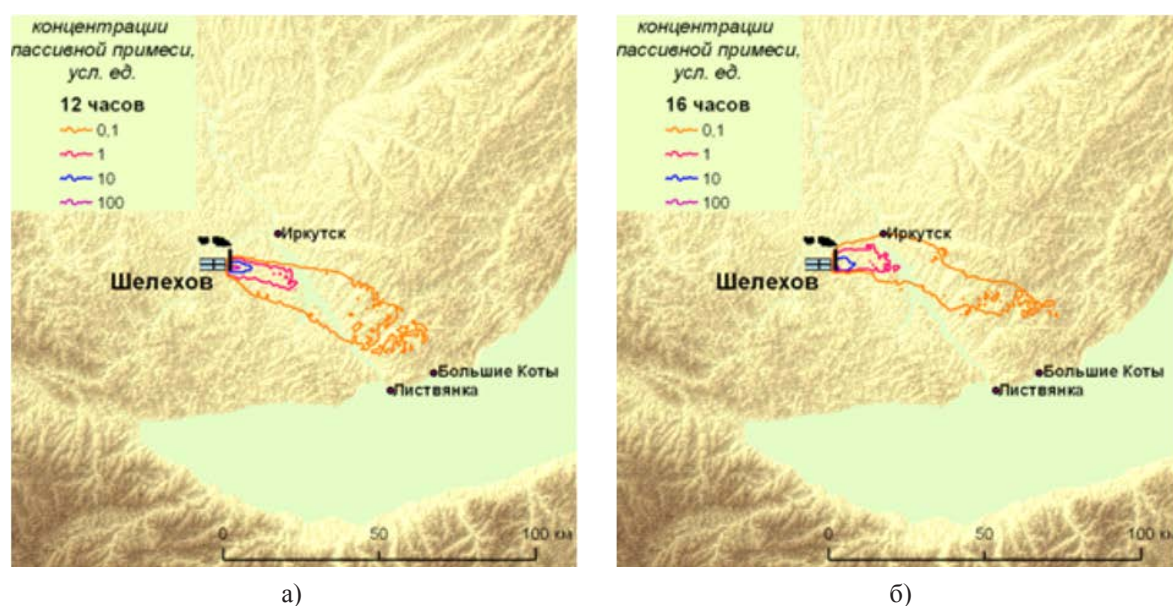 концентрации
пассивной примеси,
усл. ед.
12 часов
0,1
1
10
100
Иркутск
Шелехов
Большие Коты
Листвянка
0 50 100 км
а)
концентрации
пассивной примеси,
усл. ед.
16 часов
0,1
1
10
100
Иркутск
Шелехов
Большие Коты
Листвянка
0 50 100 км
б)